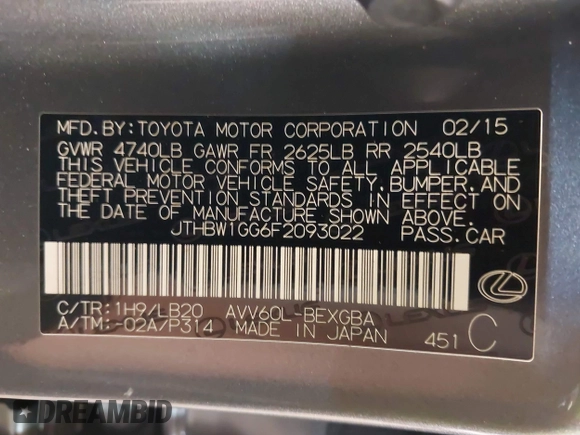 MFD.BY:TOYOTA MOTOR CORPORATION 02/15
GVWR 4740LB GAWR FR 2625LB RR 2540LB
THIS VEHICLE CONFORMS TO ALL APPLICABLE
FEDERAL MOTOR VEHICLE SAFETY,BUMPER,AND
THEFT PREVENTION STANDARDS IN EFFECT ON
THE DATE OF MANUFACTURE SHOWN ABOVE.
JTHBW1GG6F2093022 PASS.CAR
C/TR:1H9/LB20 AVV60L-BEXGBA
A/TM:-02A/P314 MADE IN JAPAN 451 C
DREAMBID